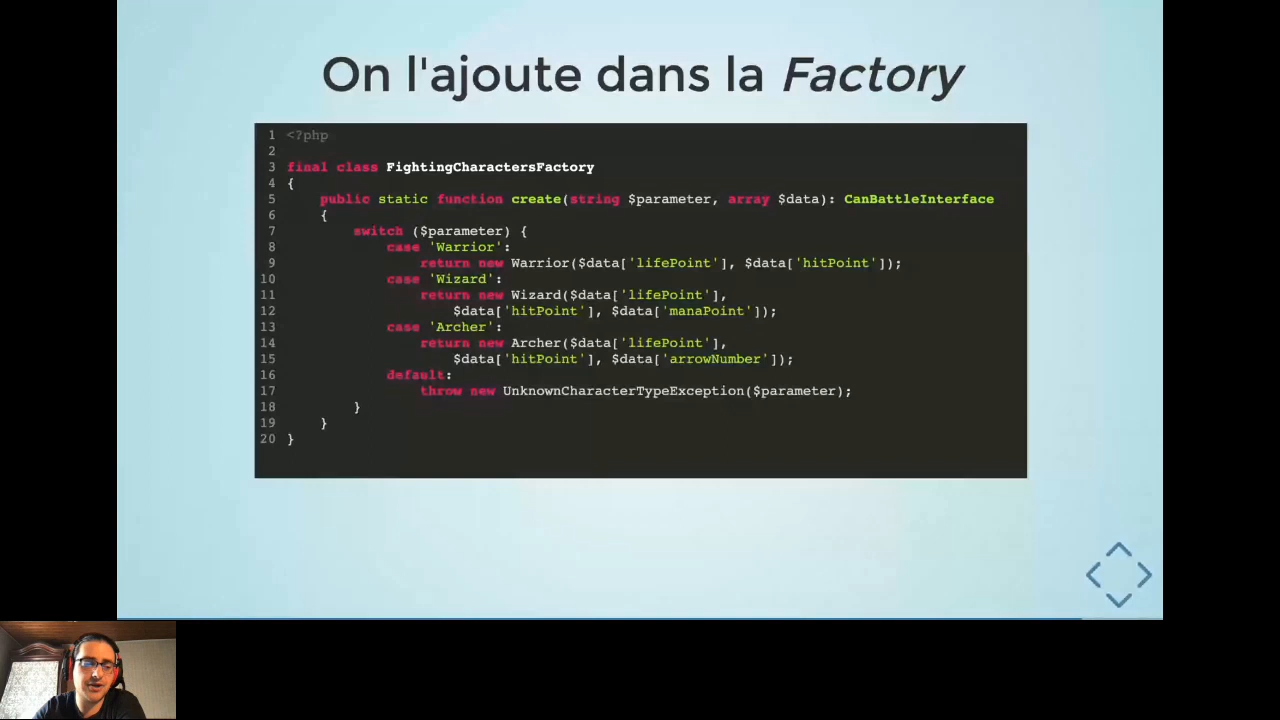 On l'ajoute dans la Factory
1 <?php
2
3 final class FightingCharactersFactory
4 {
5     public static function create(string $parameter, array $data): CanBattleInterface
6     {
7         switch ($parameter) {
8             case 'Warrior':
9                 return new Warrior($data['lifePoint'], $data['hitPoint']);
10             case 'Wizard':
11                 return new Wizard($data['lifePoint'],
12                     $data['hitPoint'], $data['manaPoint']);
13             case 'Archer':
14                 return new Archer($data['lifePoint'],
15                     $data['hitPoint'], $data['arrowNumber']);
16             default:
17                 throw new UnknownCharacterTypeException($parameter);
18         }
19     }
20 }